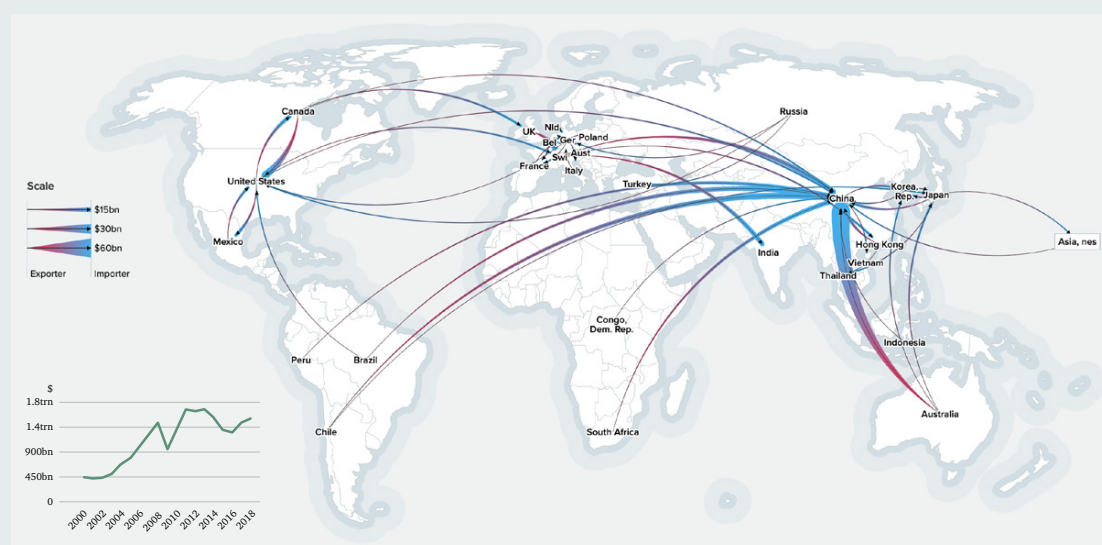 Canada
Russia
UK
Nld
Bel
Ger
Poland
Swi
Aust
France
Italy
United States
Turkey
China
Korea,
Rep.
Japan
Scale
$15bn
$30bn
$60bn
Exporter
Importer
Mexico
India
Hong Kong
Asia, nes
Vietnam
Thailand
Congo,
Dem. Rep.
Indonesia
Peru
Brazil
Chile
South Africa
Australia
$
1.8trn
1.4trn
900bn
450bn
0
2000
2002
2004
2006
2008
2010
2012
2014
2016
2018